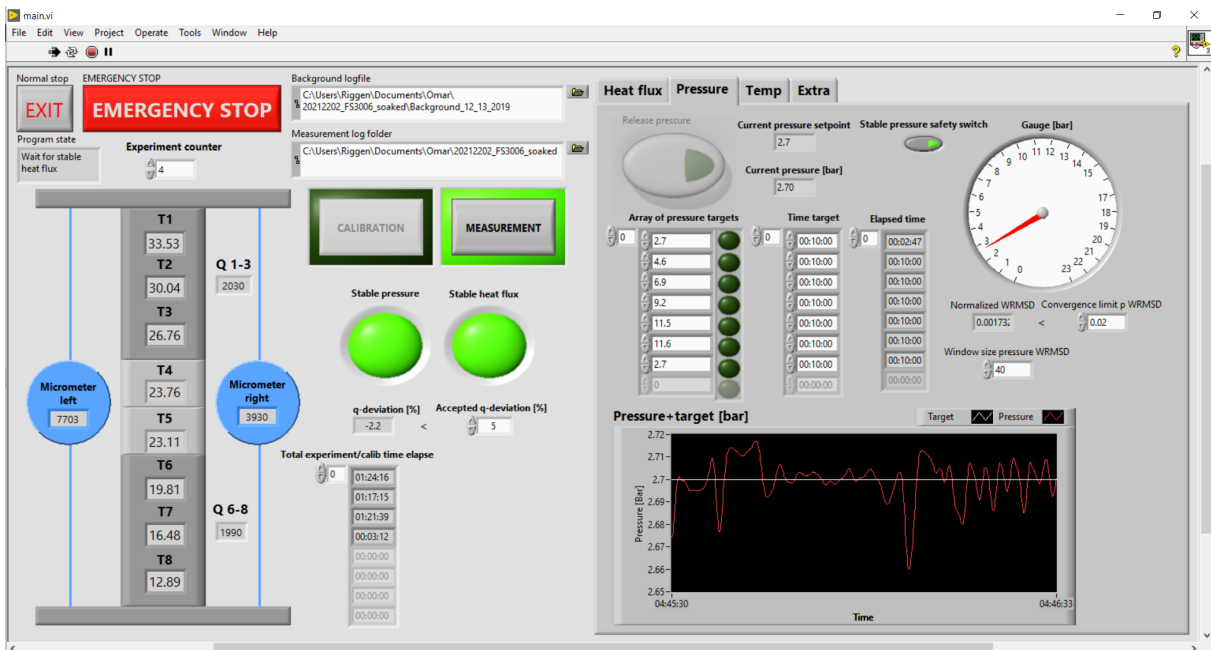 main.vi
File Edit View Project Operate Tools Window Help
Normal stop
EMERGENCY STOP
EXIT
EMERGENCY STOP
Program state
Wait for stable
heat flux
Experiment counter
4
Background logfile
C:\Users\Riggen\Documents\Omar\
20212202_FS3006_soaked\Background_12_13_2019
Measurement log folder
C:\Users\Riggen\Documents\Omar\20212202_FS3006_soaked
CALIBRATION
MEASUREMENT
T1
33.53
T2
30.04
T3
26.76
T4
23.76
T5
23.11
T6
19.81
T7
16.48
T8
12.89
Q 1-3
2030
Q 6-8
1990
Micrometer
left
7703
Micrometer
right
3930
Stable pressure
Stable heat flux
q-deviation [%]
-2.2
<
Accepted q-deviation [%]
5
Total experiment/calib time elapse
0
01:24:16
01:17:15
01:21:39
00:03:12
00:00:00
00:00:00
00:00:00
00:00:00
Heat flux Pressure Temp Extra
Release pressure
Current pressure setpoint
2.7
Current pressure [bar]
2.70
Stable pressure safety switch
Gauge [bar]
0
1
2
3
4
5
6
7
8
9
10
11
12
13
14
15
17
18
19
20
21
22
23
Array of pressure targets
0
2.7
4.6
6.9
9.2
11.5
11.6
2.7
0
Time target
0
00:10:00
00:10:00
00:10:00
00:10:00
00:10:00
00:10:00
00:10:00
00:00:00
Elapsed time
0
00:02:47
00:10:00
00:10:00
00:10:00
00:10:00
00:10:00
00:10:00
00:00:00
Normalized WRMSD
<
Convergence limit p WRMSD
0.02
Window size pressure WRMSD
40
Pressure+target [bar]
Target
Pressure
Pressure [Bar]
2.72
2.71
2.7
2.69
2.68
2.67
2.66
2.65
04:45:30
04:46:33
Time